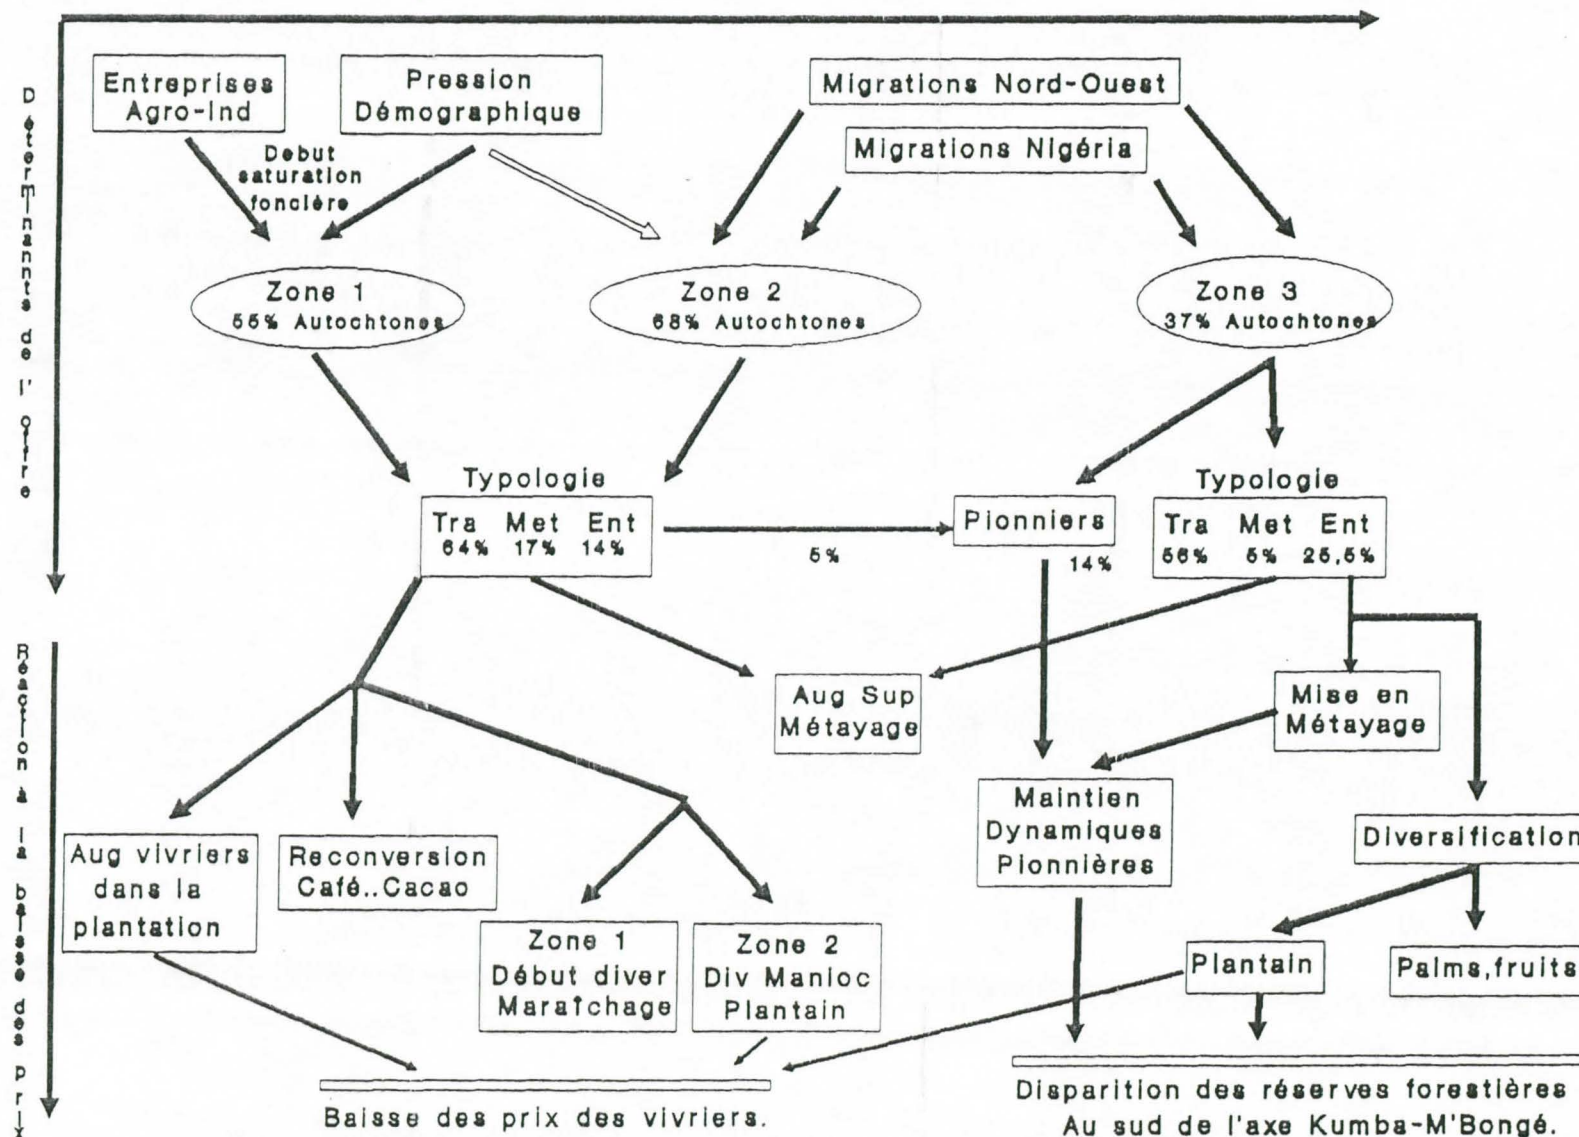 Entreprises
Agro-Ind
Pression
Démographique
Migrations Nord-Ouest
Migrations Nigéria
Debut
saturation
foncière
Zone 1
55% Autochtones
Zone 2
68% Autochtones
Zone 3
37% Autochtones
Déterminannts de l' offre
Typologie
Tra Met Ent
64% 17% 14%
5%
Pionniers
14%
Typologie
Tra Met Ent
56% 5% 25,5%
Réaction à la baisse des prix
Aug Sup
Métayage
Mise en
Métayage
Aug vivriers
dans la
plantation
Reconversion
Café..Cacao
Zone 1
Début diver
Maraîchage
Zone 2
Div Manioc
Plantain
Maintien
Dynamiques
Pionnières
Diversification
Plantain
Palms,fruits
Baisse des prix des vivriers.
Disparition des réserves forestières
Au sud de l'axe Kumba-M'Bongé.